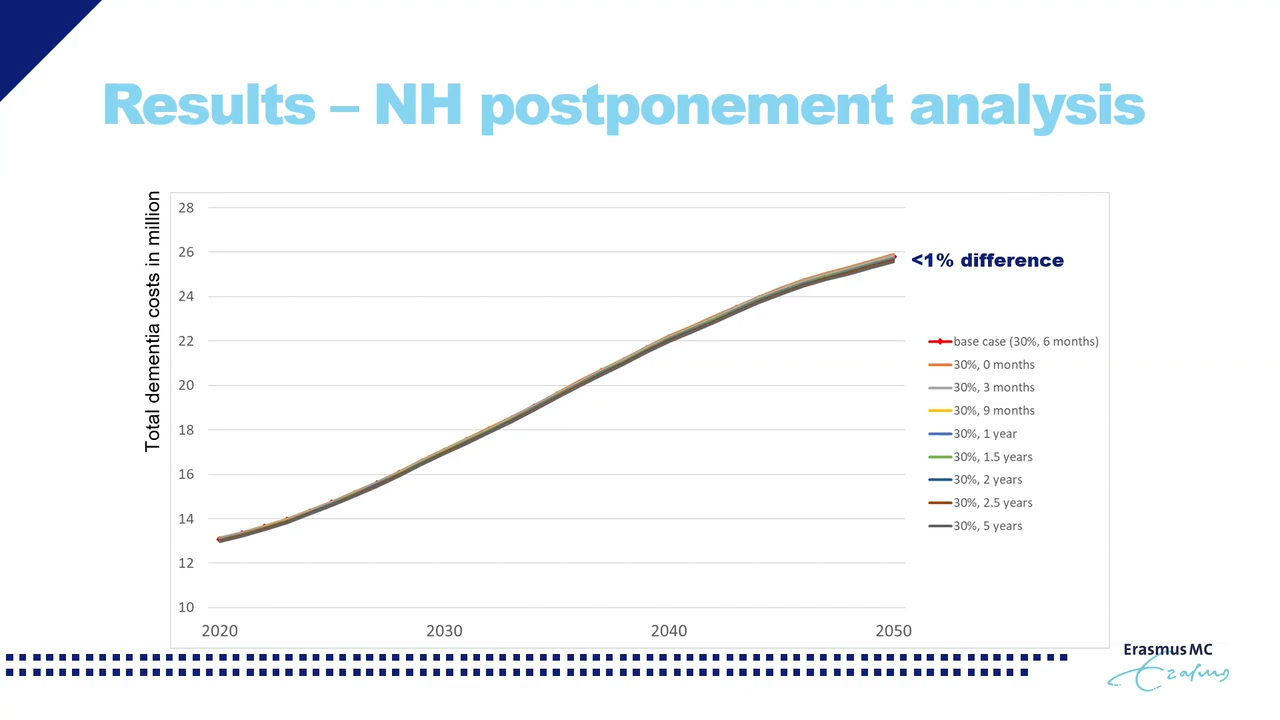 Results – NH postponement analysis
Total dementia costs in million
28
26
24
22
20
18
16
14
12
10
2020
2030
2040
2050
<1% difference
base case (30%, 6 months)
30%, 0 months
30%, 3 months
30%, 9 months
30%, 1 year
30%, 1.5 years
30%, 2 years
30%, 2.5 years
30%, 5 years
Erasmus MC
Erasmus